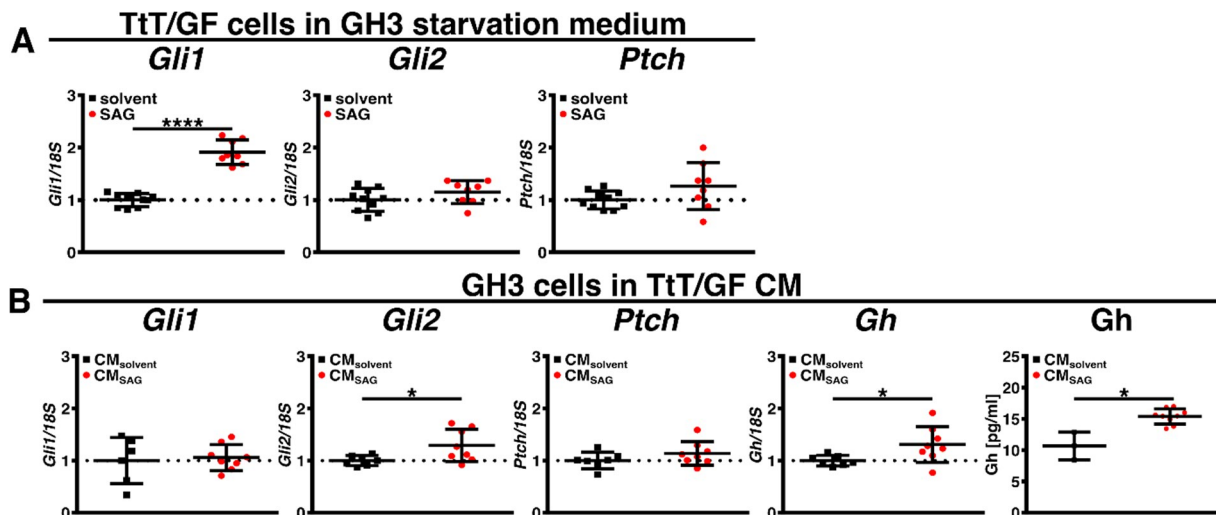 A
TtT/GF cells in GH3 starvation medium
Gli1 Gli2 Ptch
3 2 1 0 Gli1/18S solvent SAG ****
3 2 1 0 Gli2/18S solvent SAG
3 2 1 0 Ptch/18S solvent SAG
B
GH3 cells in TtT/GF CM
Gli1 Gli2 Ptch Gh Gh
3 2 1 0 Gli1/18S CMsolvent CMSAG
3 2 1 0 Gli2/18S CMsolvent CMSAG *
3 2 1 0 Ptch/18S CMsolvent CMSAG
3 2 1 0 Gh/18S CMsolvent CMSAG *
25 20 15 10 5 0 Gh [pg/ml] CMsolvent CMSAG *